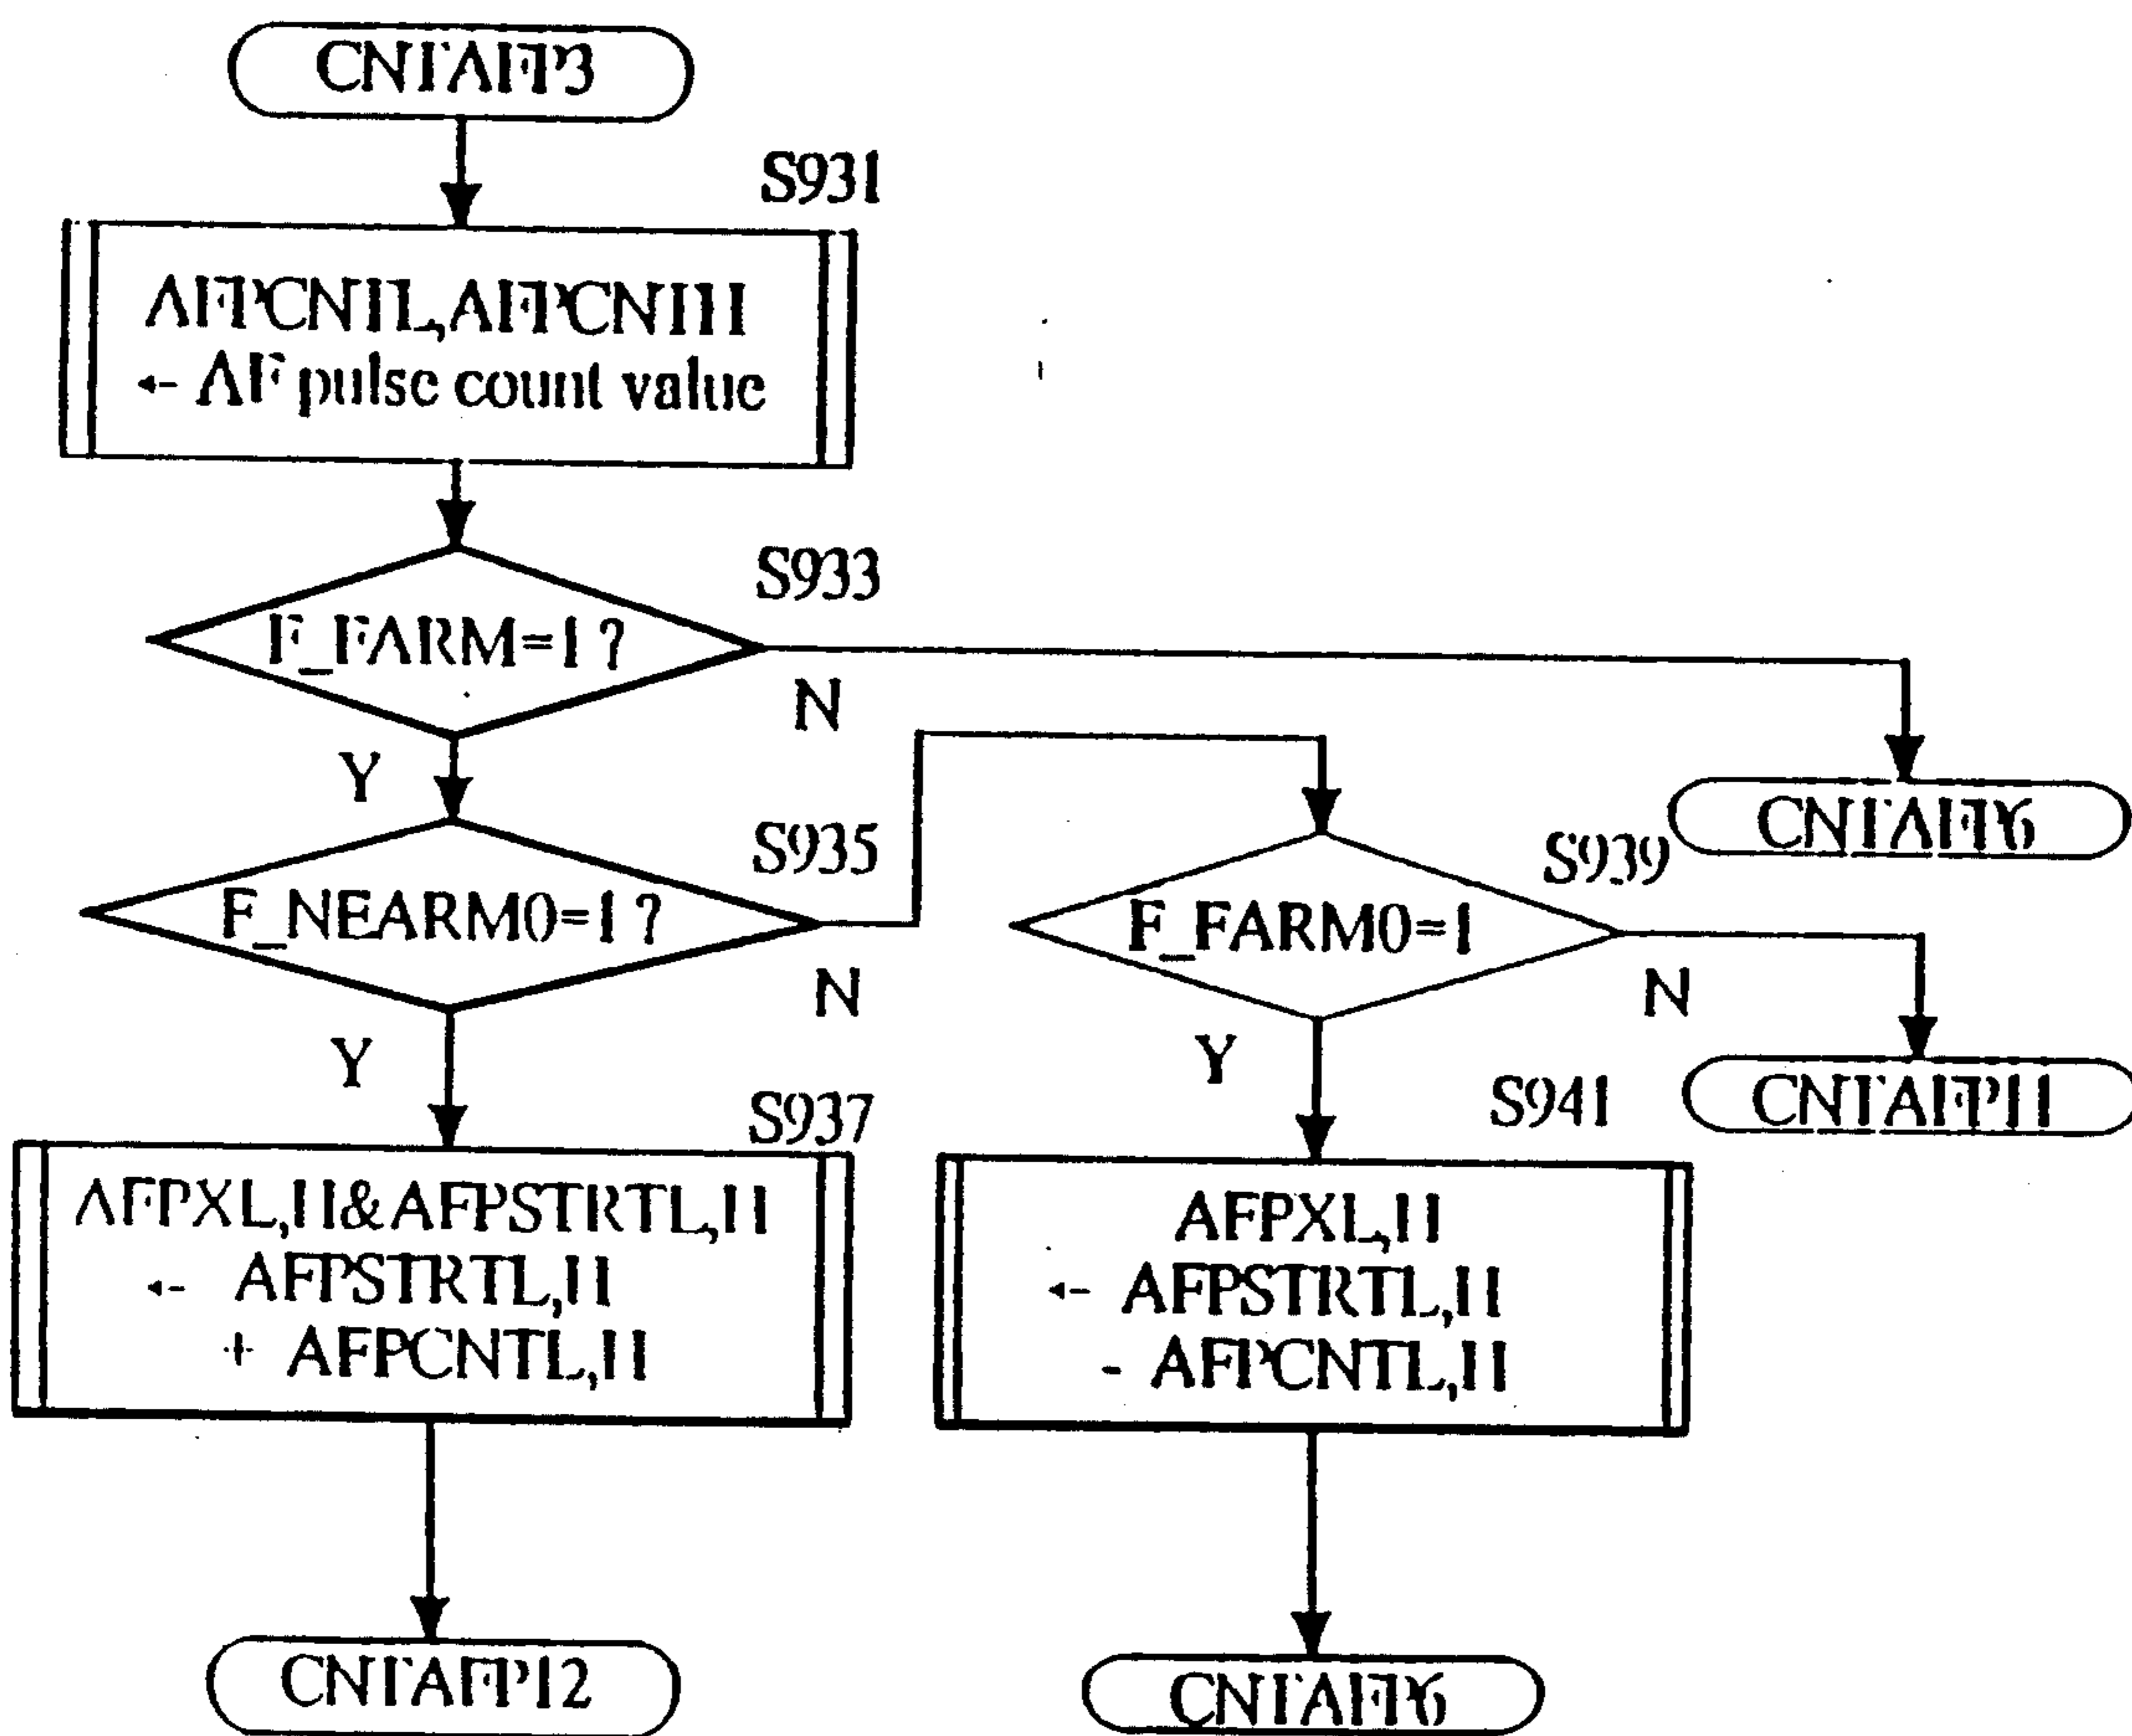 CNTAFP3
S931
AFPCNTL,AFPCNTH
← AF pulse count value
S933
F_FARM=1 ?
N
Y
CNTAFP6
S935
F_NEARM0=1 ?
N
Y
S939
F_FARM0=1
N
Y
CNTAFP11
S937
AFPXL,H&AFPSTRTL,H
← AFPSTRTL,H
+ AFPCNTL,H
S941
AFPXL,H
← AFPSTRTL,H
- AFPCNTL,H
CNTAFP12
CNTAFP6